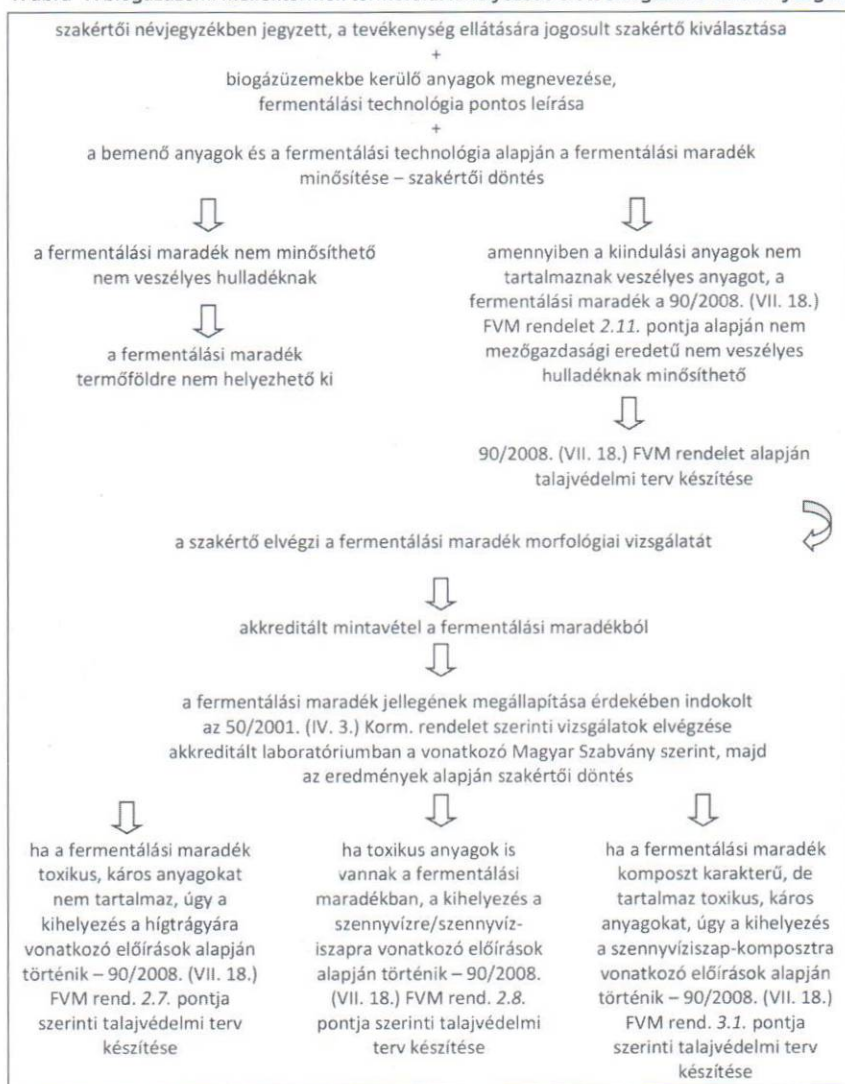 szakértői névjegyzékben jegyzett, a tevékenység ellátására jogosult szakértő kiválasztása
+
biogázüzemekbe kerülő anyagok megnevezése,
fermentálási technológia pontos leírása
+
a bemenő anyagok és a fermentálási technológia alapján a fermentálási maradék
minősítése – szakértői döntés
a fermentálási maradék nem minősíthető
nem veszélyes hulladéknak
a fermentálási maradék
termőföldre nem helyezhető ki
amennyiben a kiindulási anyagok nem
tartalmaznak veszélyes anyagot, a
fermentálási maradék a 90/2008. (VII. 18.)
FVM rendelet 2.11. pontja alapján nem
mezőgazdasági eredetű nem veszélyes
hulladéknak minősíthető
90/2008. (VII. 18.) FVM rendelet alapján
talajvédelmi terv készítése
a szakértő elvégzi a fermentálási maradék morfológiai vizsgálatát
akkreditált mintavétel a fermentálási maradékból
a fermentálási maradék jellegének megállapítása érdekében indokolt
az 50/2001. (IV. 3.) Korm. rendelet szerinti vizsgálatok elvégzése
akkreditált laboratóriumban a vonatkozó Magyar Szabvány szerint, majd
az eredmények alapján szakértői döntés
ha a fermentálási maradék
toxikus, káros anyagokat
nem tartalmaz, úgy a
kihelyezés a hígtrágyára
vonatkozó előírások alapján
történik – 90/2008. (VII. 18.)
FVM rend. 2.7. pontja
szerinti talajvédelmi terv
készítése
ha toxikus anyagok is
vannak a fermentálási
maradékban, a kihelyezés a
szennyvízre/szennyvíz-
iszapra vonatkozó előírások
alapján történik – 90/2008.
(VII. 18.) FVM rend. 2.8.
pontja szerinti talajvédelmi
terv készítése
ha a fermentálási maradék
komposzt karakterű, de
tartalmaz toxikus, káros
anyagokat, úgy a kihelyezés
a szennyvíziszap-komposztra
vonatkozó előírások alapján
történik – 90/2008. (VII. 18.)
FVM rend. 3.1. pontja
szerinti talajvédelmi terv
készítése